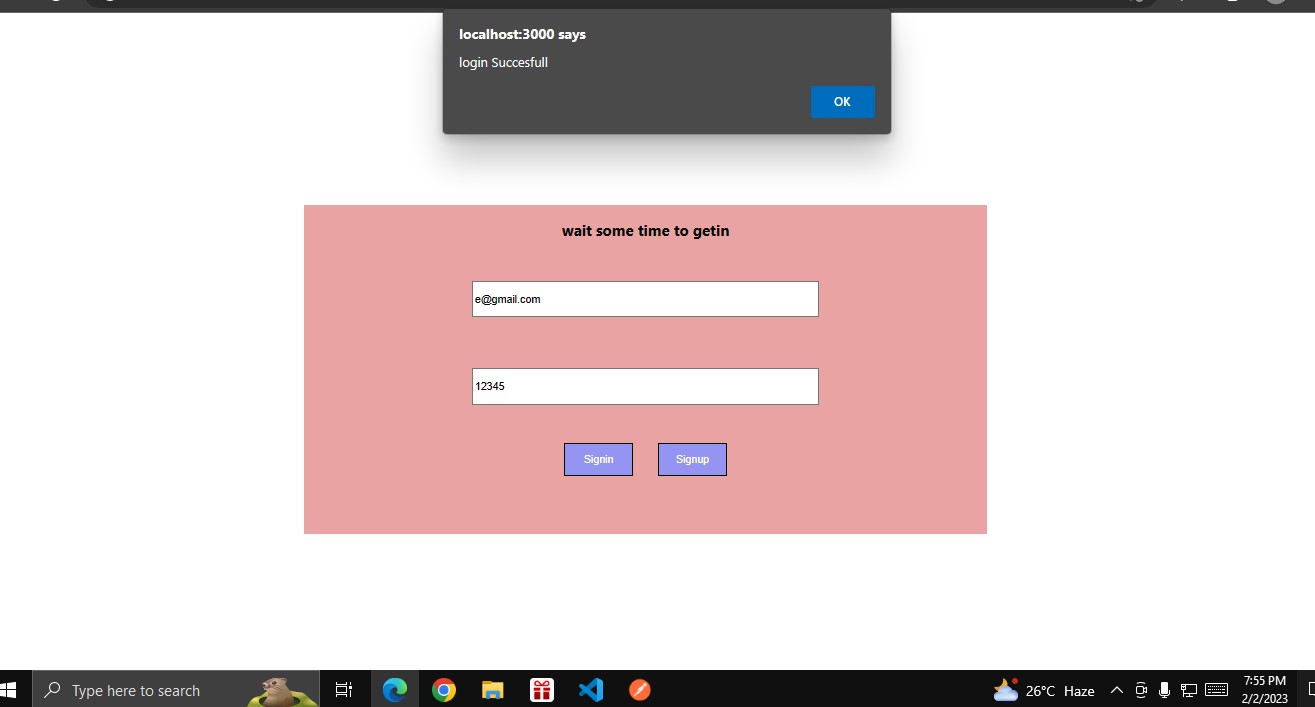 localhost:3000 says
login Succesfull
OK
wait some time to getin
e@gmail.com
12345
Signin
Signup
Type here to search
26°C Haze
7:55 PM
2/2/2023